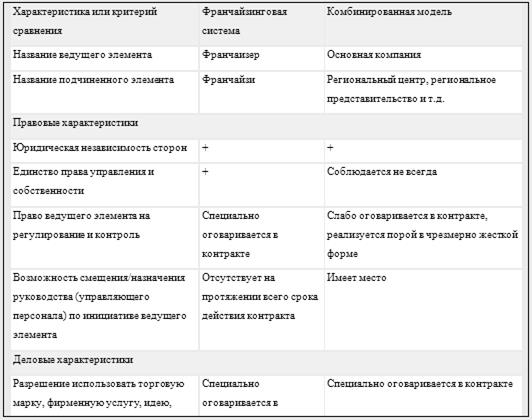 Характеристика или критерий Франчайзинговая Комбинированная модель
сравнения система
Название ведущего элемента Франчаизер Основная компания
Название подчиненного элемента Франчайзи Региональный центр, региональное
представительство и т.д.
Правовые характеристики
Юридическая независимость сторон + +
Единство права управления и + Соблюдается не всегда
собственности
Право ведущего элемента на Специально Слабо оговаривается в контракте,
регулирование и контроль оговаривается в реализуется порой в чрезмерно жесткой
контракте форме
Возможность смещения/назначения Отсутствует на Имеет место
руководства (управляющего протяжении всего срока
персонала) по инициативе ведущего действия контракта
элемента
Деловые характеристики
Разрешение использовать торговую Специально Специально оговаривается в контракте
марку, фирменную услугу, идею, оговаривается в